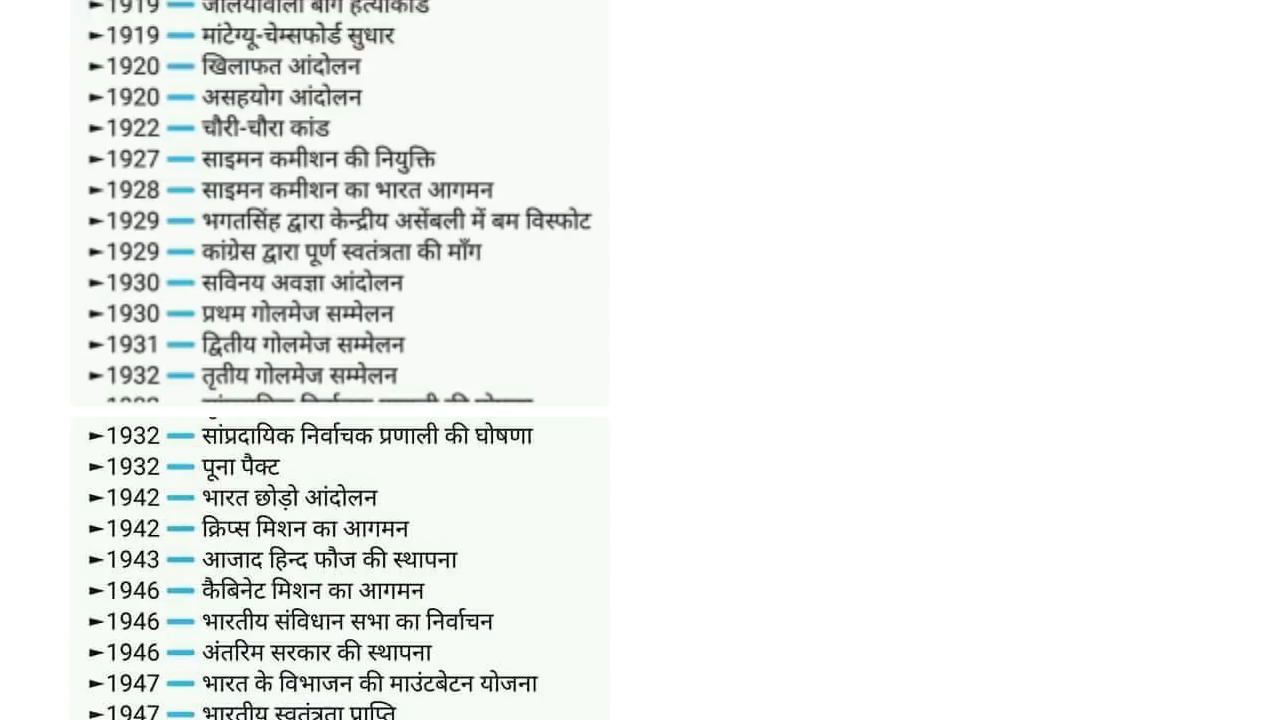 ►1919 — जलियांवाला बाग हत्याकांड
►1919 — मांटेग्यू-चेम्सफोर्ड सुधार
►1920 — खिलाफत आंदोलन
►1920 — असहयोग आंदोलन
►1922 — चौरी-चौरा कांड
►1927 — साइमन कमीशन की नियुक्ति
►1928 — साइमन कमीशन का भारत आगमन
►1929 — भगतसिंह द्वारा केन्द्रीय असेंबली में बम विस्फोट
►1929 — कांग्रेस द्वारा पूर्ण स्वतंत्रता की माँग
►1930 — सविनय अवज्ञा आंदोलन
►1930 — प्रथम गोलमेज सम्मेलन
►1931 — द्वितीय गोलमेज सम्मेलन
►1932 — तृतीय गोलमेज सम्मेलन
►1932 — सांप्रदायिक निर्वाचक प्रणाली की घोषणा
►1932 — पूना पैक्ट
►1942 — भारत छोड़ो आंदोलन
►1942 — क्रिप्स मिशन का आगमन
►1943 — आजाद हिन्द फौज की स्थापना
►1946 — कैबिनेट मिशन का आगमन
►1946 — भारतीय संविधान सभा का निर्वाचन
►1946 — अंतरिम सरकार की स्थापना
►1947 — भारत के विभाजन की माउंटबेटन योजना
►1947 — भारतीय स्वतंत्रता प्राप्ति